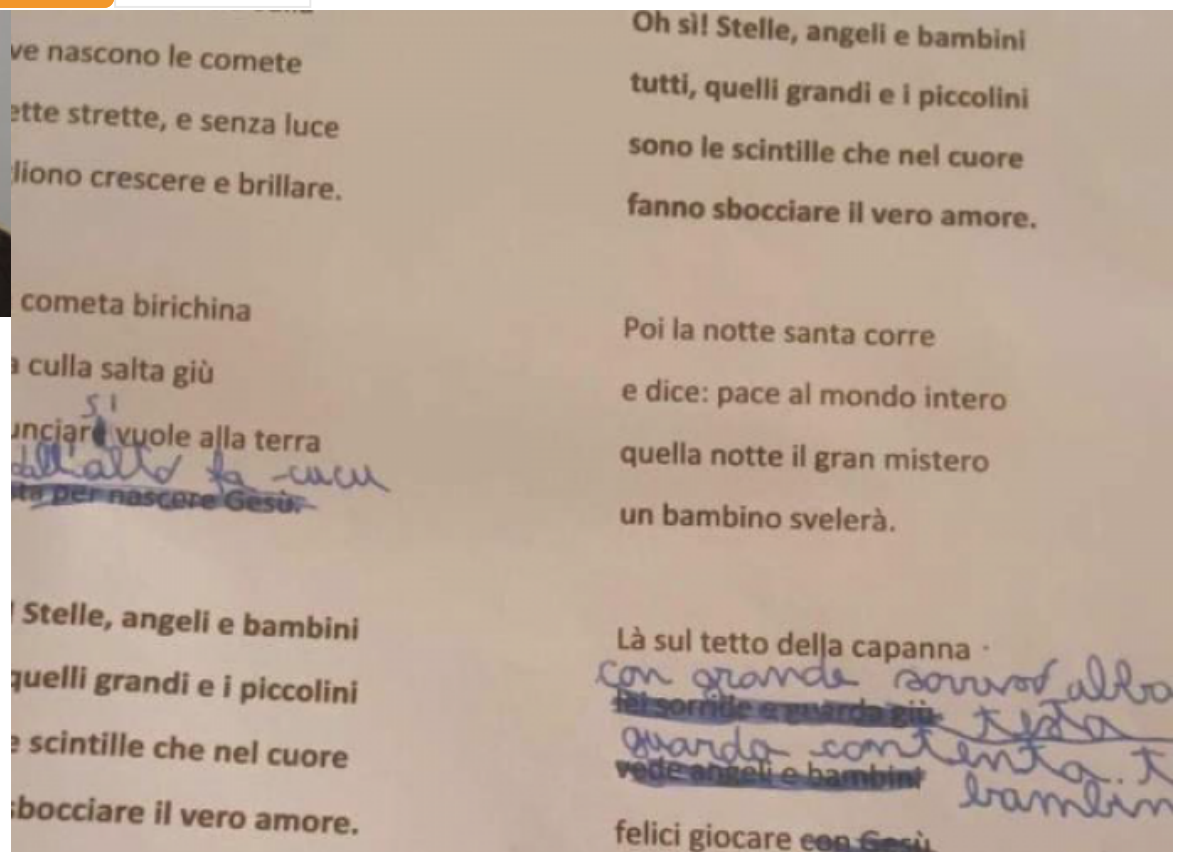 ve nascono le comete
ette strette, e senza luce
liono crescere e brillare.
cometa birichina
a culla salta giù
si
unciare vuole alla terra
dall'alto fa cucu
ta per nascere Gesù.
Stelle, angeli e bambini
quelli grandi e i piccolini
e scintille che nel cuore
sbocciare il vero amore.
Oh sì! Stelle, angeli e bambini
tutti, quelli grandi e i piccolini
sono le scintille che nel cuore
fanno sbocciare il vero amore.
Poi la notte santa corre
e dice: pace al mondo intero
quella notte il gran mistero
un bambino svelerà.
Là sul tetto della capanna
con grande sorriso alla
lei sorride e guarda giù
testa
guarda contenta. t
vede angeli e bambini
bambin
felici giocare con Gesù